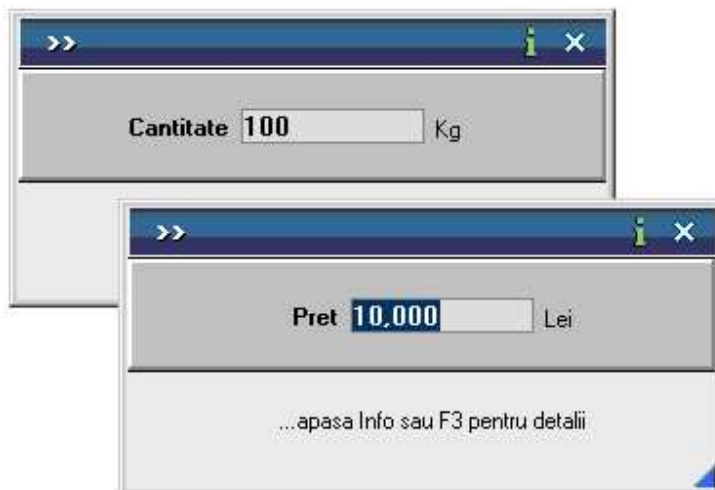 >>
Cantitate 100 Kg
>>
Pret 10,000 Lei
...apasa Info sau F3 pentru detalii